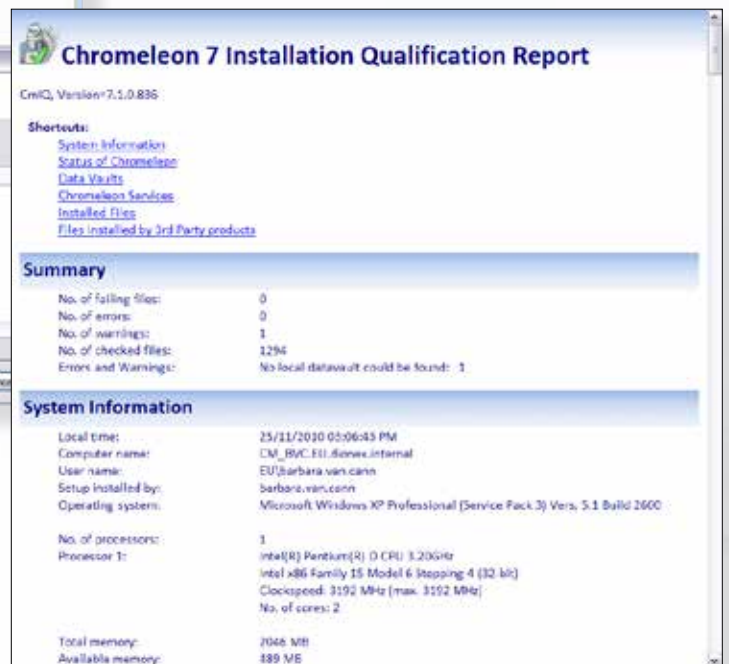 Chromeleon 7 Installation Qualification Report
CmIQ, Version=7.1.0.836
Shortcuts:
System Information
Status of Chromeleon
Data Vaults
Chromeleon Services
Installed Files
Files installed by 3rd Party products
Summary
No. of failing files: 0
No. of errors: 0
No. of warnings: 1
No. of checked files: 1294
Errors and Warnings: No local datavault could be found: 1
System Information
Local time: 25/11/2010 03:06:45 PM
Computer name: CM_BVC.EU.dionex.internal
User name: EU\barbara.van.cann
Setup installed by: barbara.van.cann
Operating system: Microsoft Windows XP Professional (Service Pack 3) Vers. 5.1 Build 2600
No. of processors: 1
Processor 1: Intel(R) Pentium(R) D CPU 3.20GHz
Intel x86 Family 15 Model 6 Stepping 4 (32-bit)
Clockspeed: 3192 MHz (max. 3192 MHz)
No. of cores: 2
Total memory: 2046 MB
Available memory: 489 MB